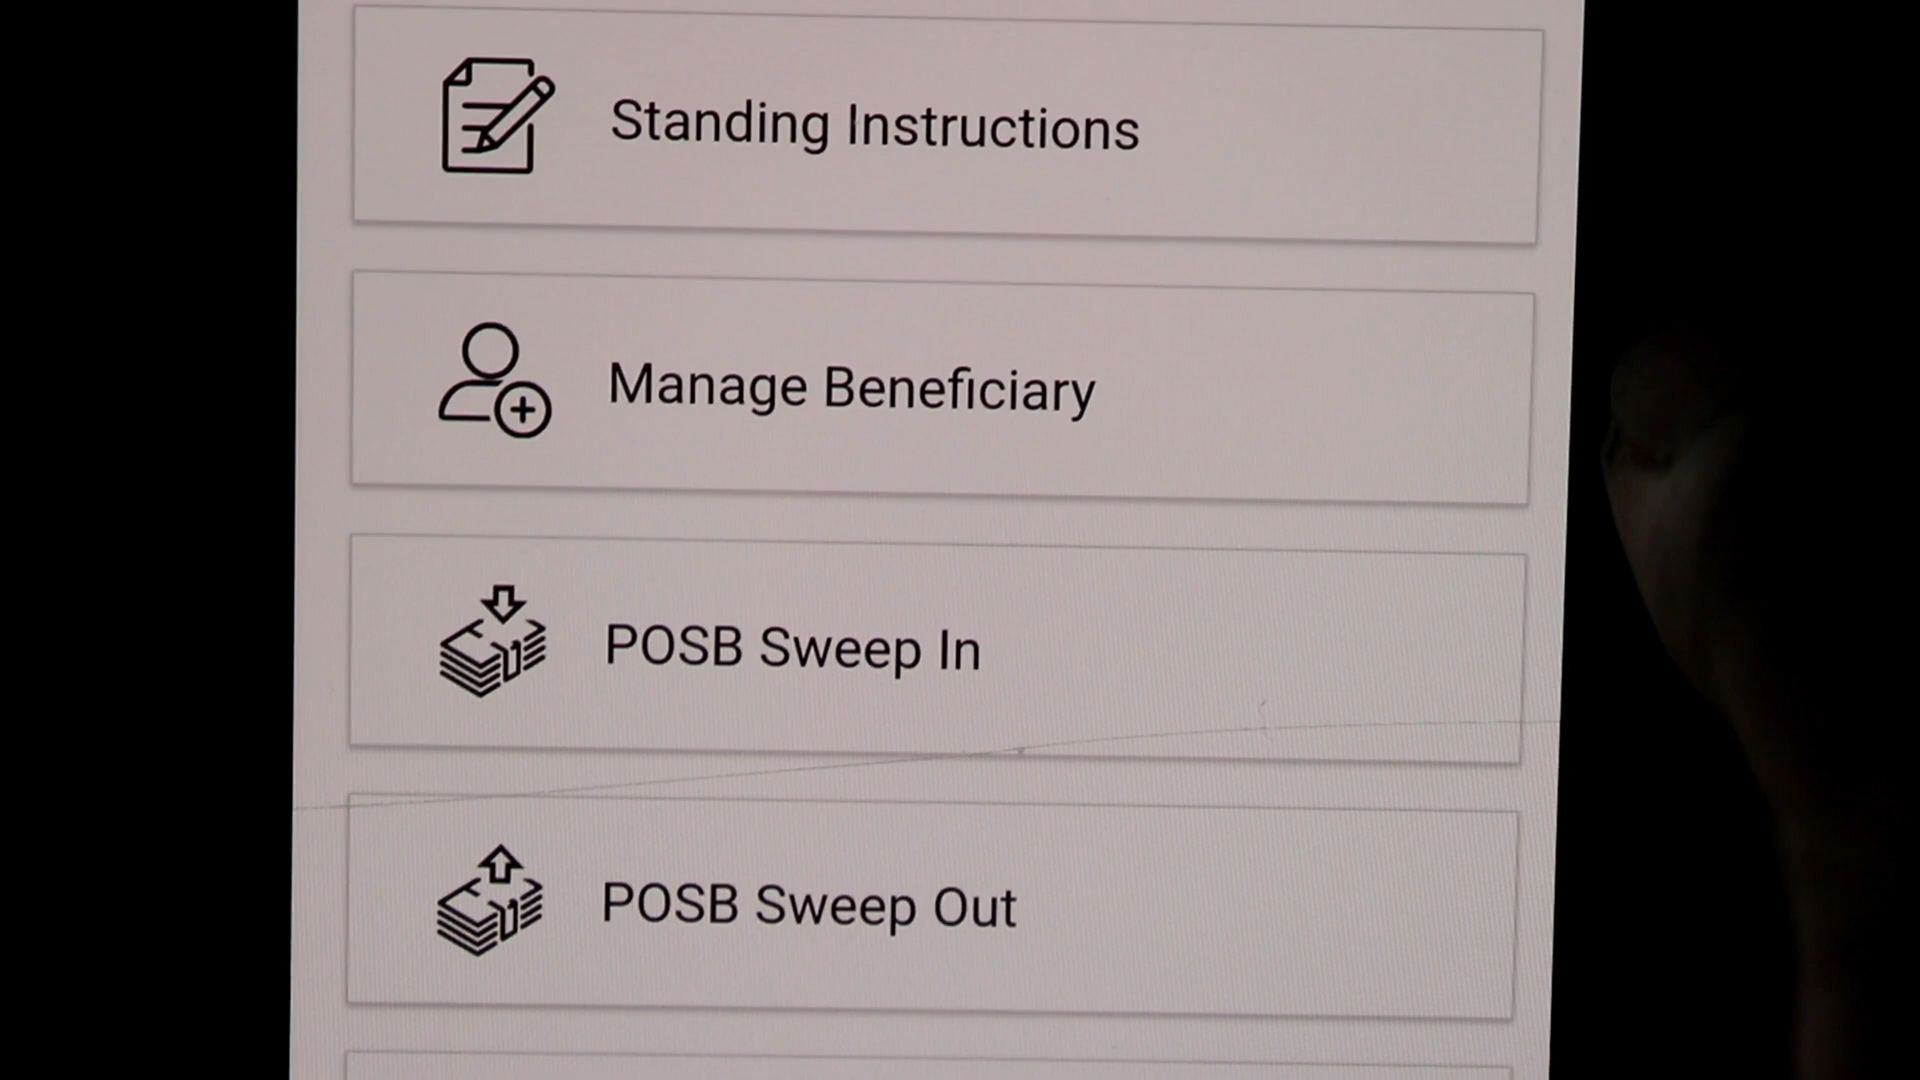 Standing Instructions
Manage Beneficiary
POSB Sweep In
POSB Sweep Out